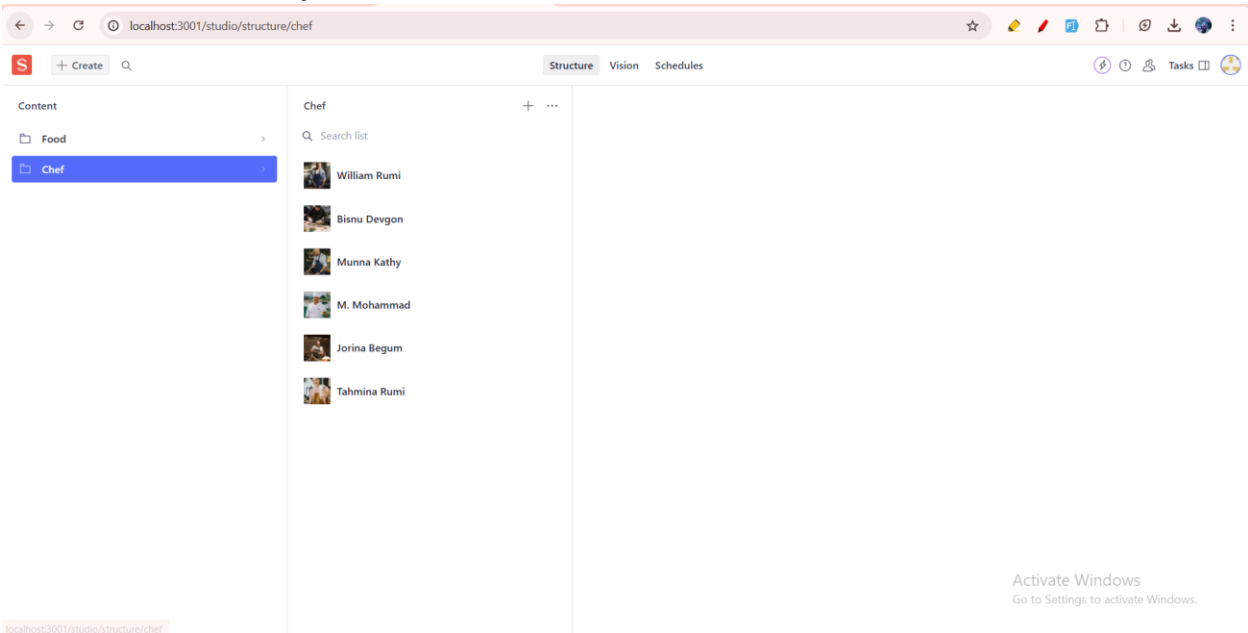 localhost:3001/studio/structure/chef
S
+ Create
Structure Vision Schedules
Tasks
Content
Food
Chef
Chef
Search list
William Rumi
Bisnu Devgon
Munna Kathy
M. Mohammad
Jorina Begum
Tahmina Rumi
Activate Windows
Go to Settings to activate Windows.
localhost:3001/studio/structure/chef